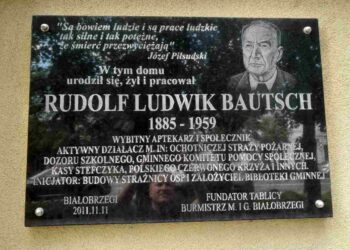 "Są bowiem ludzie i są prace ludzkie
tak silne i tak potężne,
że śmierć przezwyciężają"
Józef Piłsudski
W tym domu
urodził się, żył i pracował
RUDOLF LUDWIK BAUTSCH
1885 - 1959
WYBITNY APTEKARZ I SPOŁECZNIK
AKTYWNY DZIAŁACZ M.IN: OCHOTNICZEJ STRAŻY POŻARNEJ,
DOZORU SZKOLNEGO, GMINNEGO KOMITETU POMOCY SPOŁECZNEJ,
KASY STEFCZYKA, POLSKIEGO CZERWONEGO KRZYŻA I INNYCH.
INICJATOR: BUDOWY STRAŻNICY OSP I ZAŁOŻYCIEL BIBLIOTEKI GMINNEJ
BIAŁOBRZEGI
2011.11.11
FUNDATOR TABLICY
BURMISTRZ M. I G. BIAŁOBRZEGI